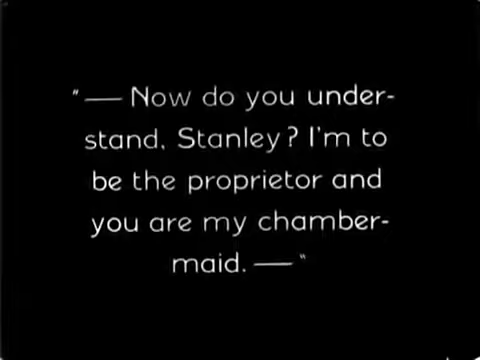 "— Now do you under-
stand, Stanley? I'm to
be the proprietor and
you are my chamber-
maid. —"